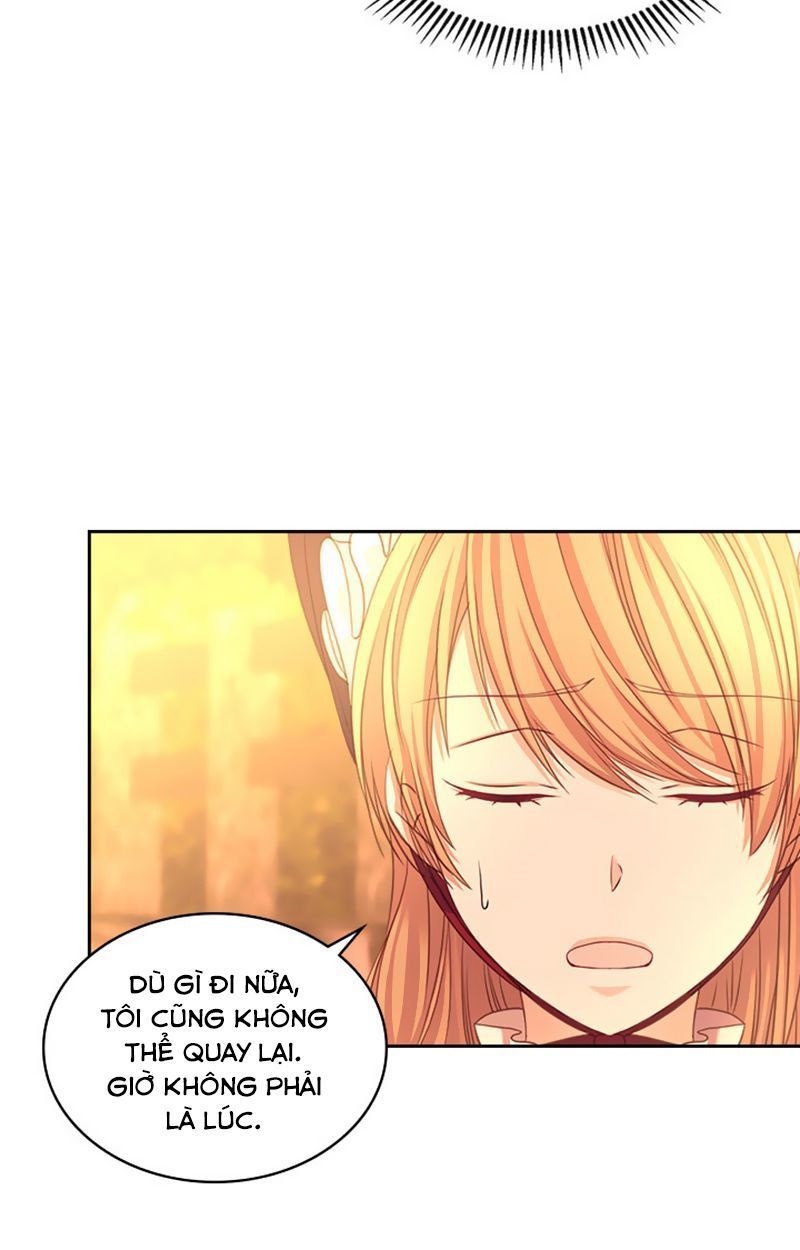 DÙ GÌ ĐI NỮA,
TÔI CŨNG KHÔNG
THỂ QUAY LẠI.
GIỜ KHÔNG PHẢI
LÀ LÚC.